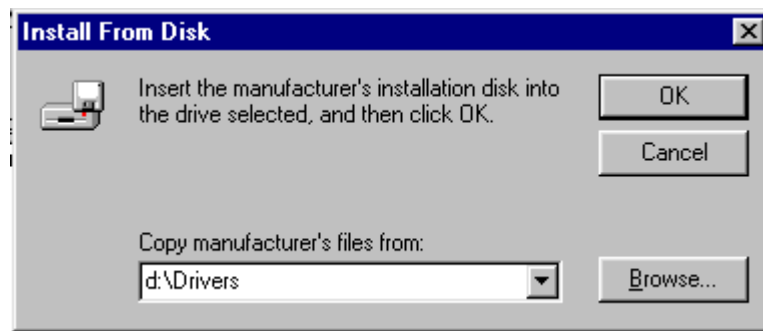 Install From Disk
Insert the manufacturer's installation disk into
the drive selected, and then click OK.
OK
Cancel
Copy manufacturer's files from:
d:\Drivers
Browse...